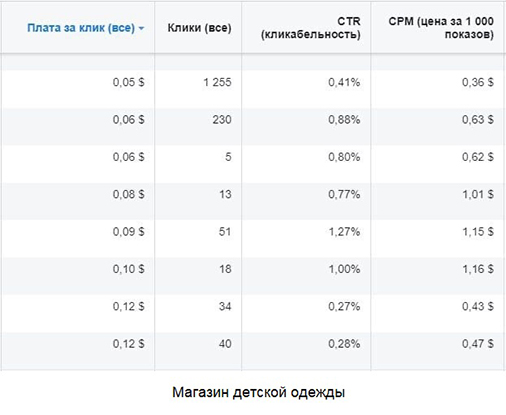 Плата за клик (все) Клики (все) CTR (кликабельность) CPM (цена за 1 000 показов)
0,05 $ 1 255 0,41% 0,36 $
0,06 $ 230 0,88% 0,63 $
0,06 $ 5 0,80% 0,62 $
0,08 $ 13 0,77% 1,01 $
0,09 $ 51 1,27% 1,15 $
0,10 $ 18 1,00% 1,16 $
0,12 $ 34 0,27% 0,43 $
0,12 $ 40 0,28% 0,47 $
Магазин детской одежды